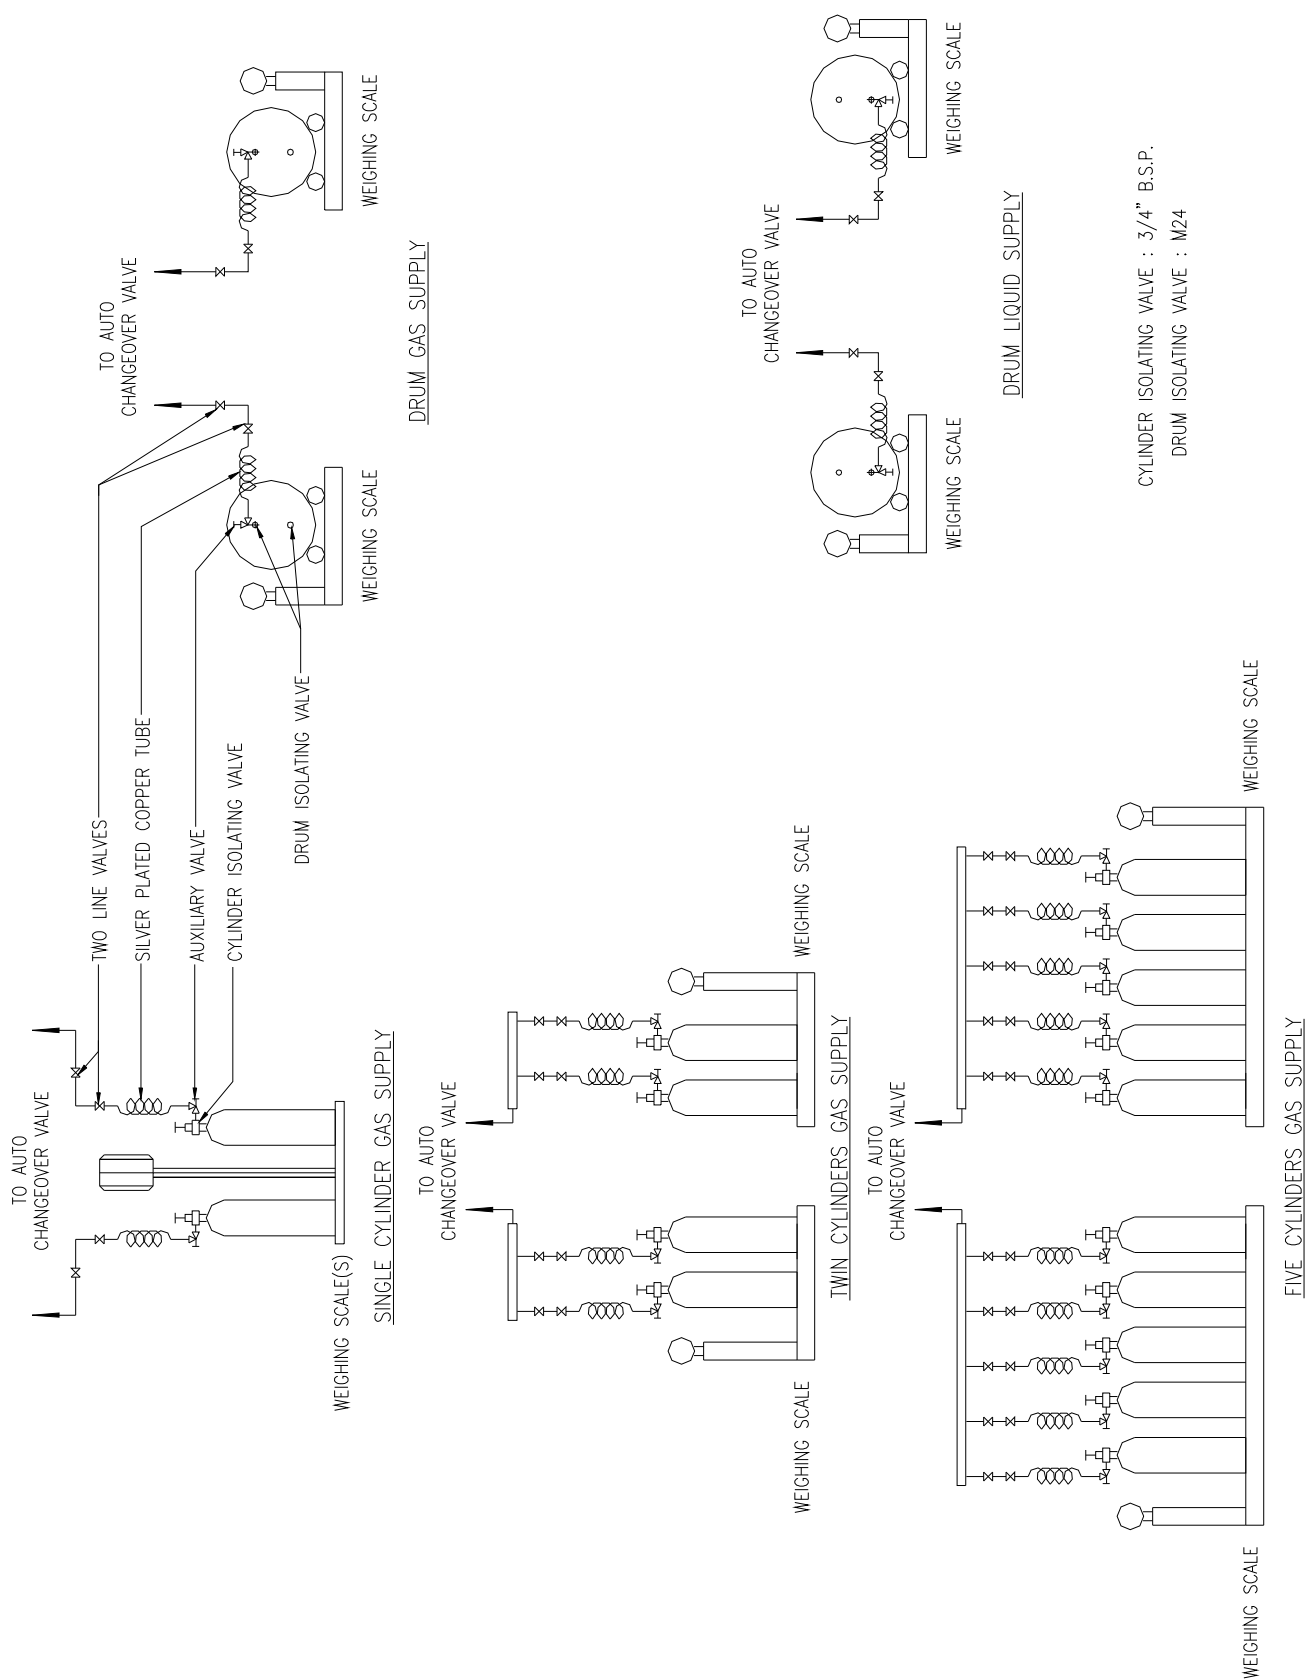 TO AUTO
CHANGEOVER VALVE
WEIGHING SCALE(S)
SINGLE CYLINDER GAS SUPPLY
TWO LINE VALVES
SILVER PLATED COPPER TUBE
AUXILIARY VALVE
CYLINDER ISOLATING VALVE
DRUM ISOLATING VALVE
TO AUTO
CHANGEOVER VALVE
WEIGHING SCALE
WEIGHING SCALE
DRUM GAS SUPPLY
TO AUTO
CHANGEOVER VALVE
WEIGHING SCALE
WEIGHING SCALE
TWIN CYLINDERS GAS SUPPLY
TO AUTO
CHANGEOVER VALVE
WEIGHING SCALE
WEIGHING SCALE
DRUM LIQUID SUPPLY
TO AUTO
CHANGEOVER VALVE
WEIGHING SCALE
WEIGHING SCALE
FIVE CYLINDERS GAS SUPPLY
CYLINDER ISOLATING VALVE : 3/4" B.S.P.
DRUM ISOLATING VALVE : M24